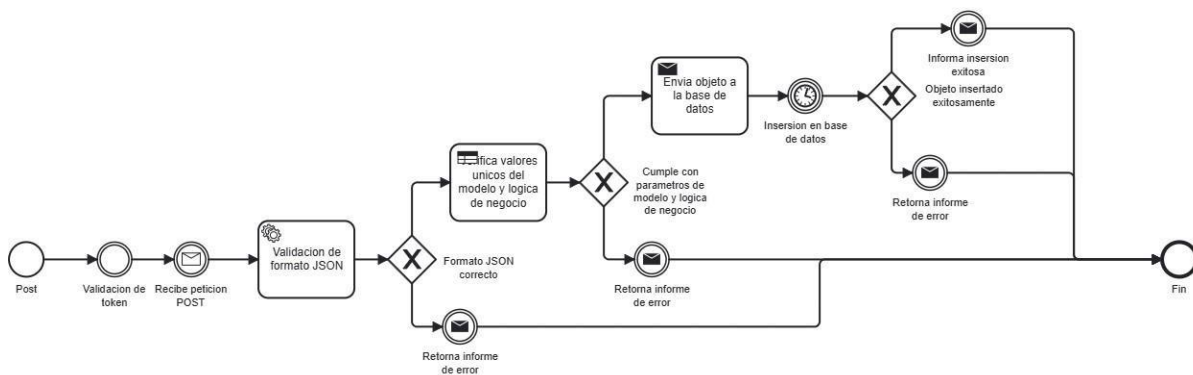 Post
Validacion de
token
Recibe peticion
POST
Validacion de
formato JSON
Formato JSON
correcto
Retorna informe
de error
Verifica valores
unicos del
modelo y logica
de negocio
Cumple con
parametros de
modelo y logica
de negocio
Retorna informe
de error
Envia objeto a
la base de
datos
Insersion en base
de datos
Informa insersion
exitosa
Objeto insertado
exitosamente
Retorna informe
de error
Fin